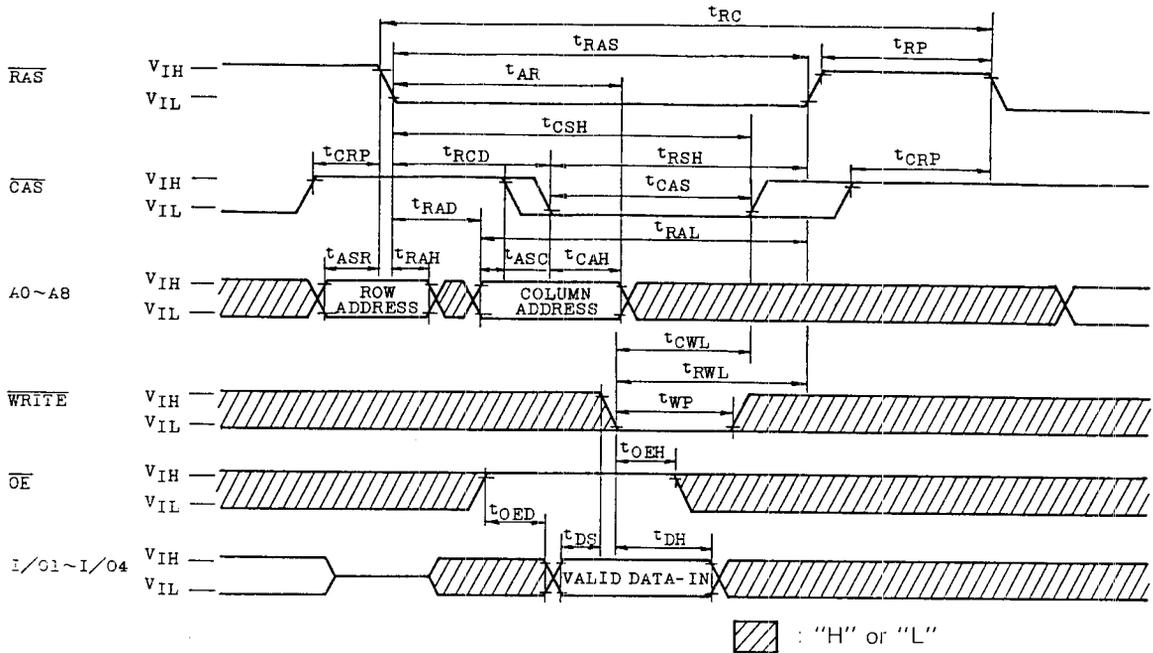 tRC
tRAS
tRP
RAS
VIH
VIL
tAR
tCSH
tCRP
tRCD
tRSH
tCRP
CAS
VIH
VIL
tCAS
tRAD
tRAL
tASR
tRAH
tASC
tCAH
A0~A8
VIH
VIL
ROW
ADDRESS
COLUMN
ADDRESS
tCWL
tRWL
WRITE
VIH
VIL
tWP
tOEH
OE
VIH
VIL
tOED
tDS
tDH
I/O1~I/O4
VIH
VIL
VALID DATA-IN
: "H" or "L"